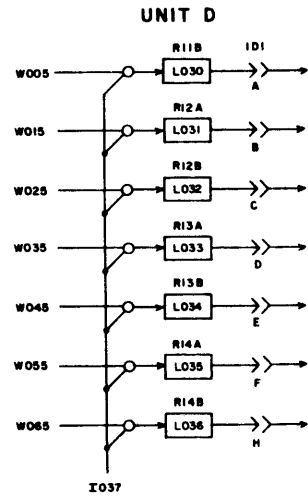 UNIT D
R11B 1D1
W005 L030 A
R12A
W015 L031 B
R12B
W025 L032 C
R13A
W035 L033 D
R13B
W045 L034 E
R14A
W055 L035 F
R14B
W065 L036 H
I037